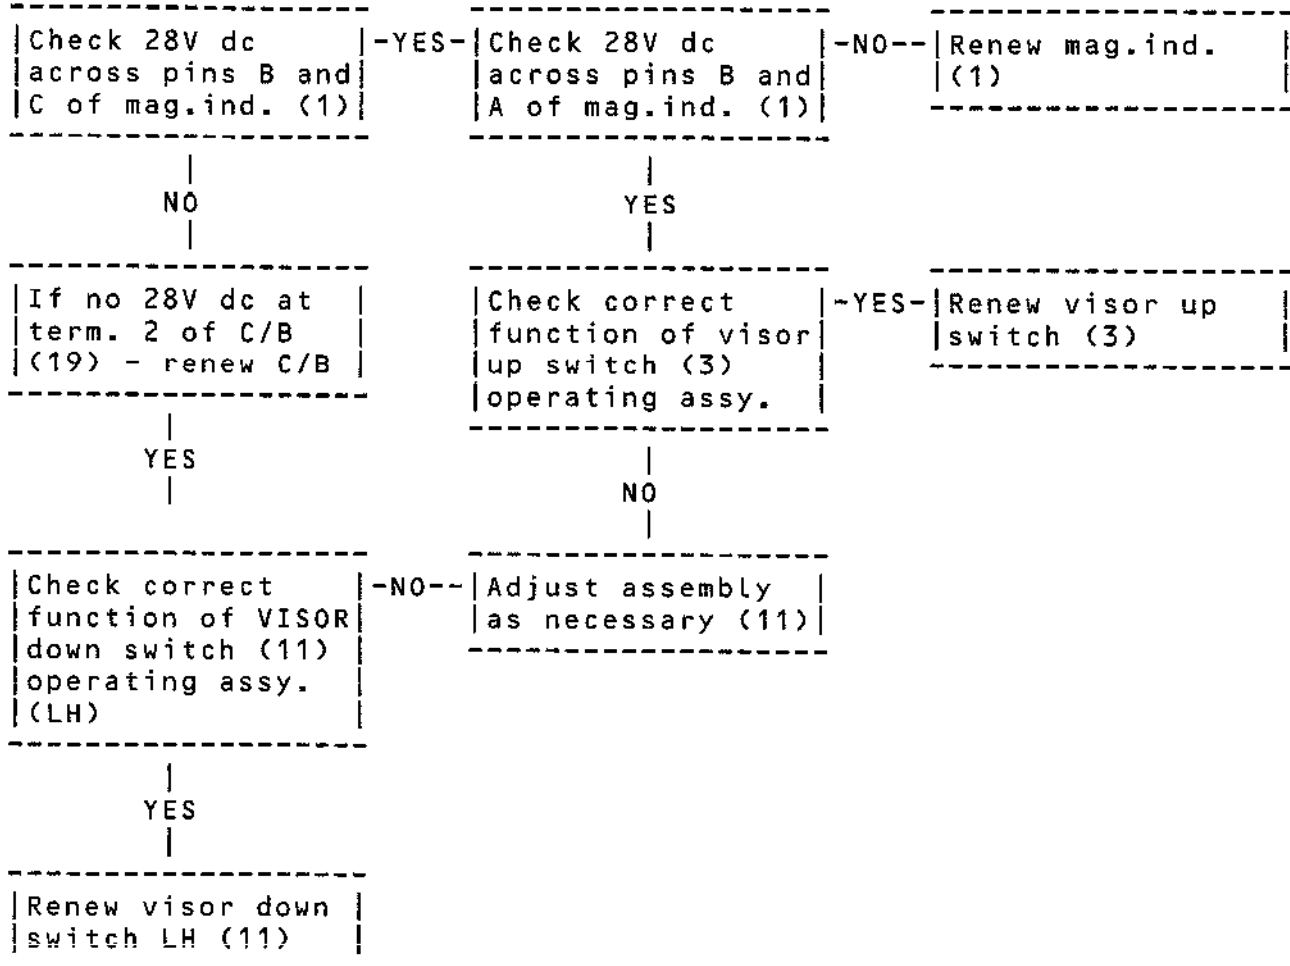 Check 28V dc
across pins B and
C of mag.ind. (1)
-YES-
Check 28V dc
across pins B and
A of mag.ind. (1)
-NO--
Renew mag.ind.
(1)
NO
YES
If no 28V dc at
term. 2 of C/B
(19) - renew C/B
Check correct
function of visor
up switch (3)
operating assy.
-YES-
Renew visor up
switch (3)
YES
NO
Check correct
function of VISOR
down switch (11)
operating assy.
(LH)
-NO--
Adjust assembly
as necessary (11)
YES
Renew visor down
switch LH (11)